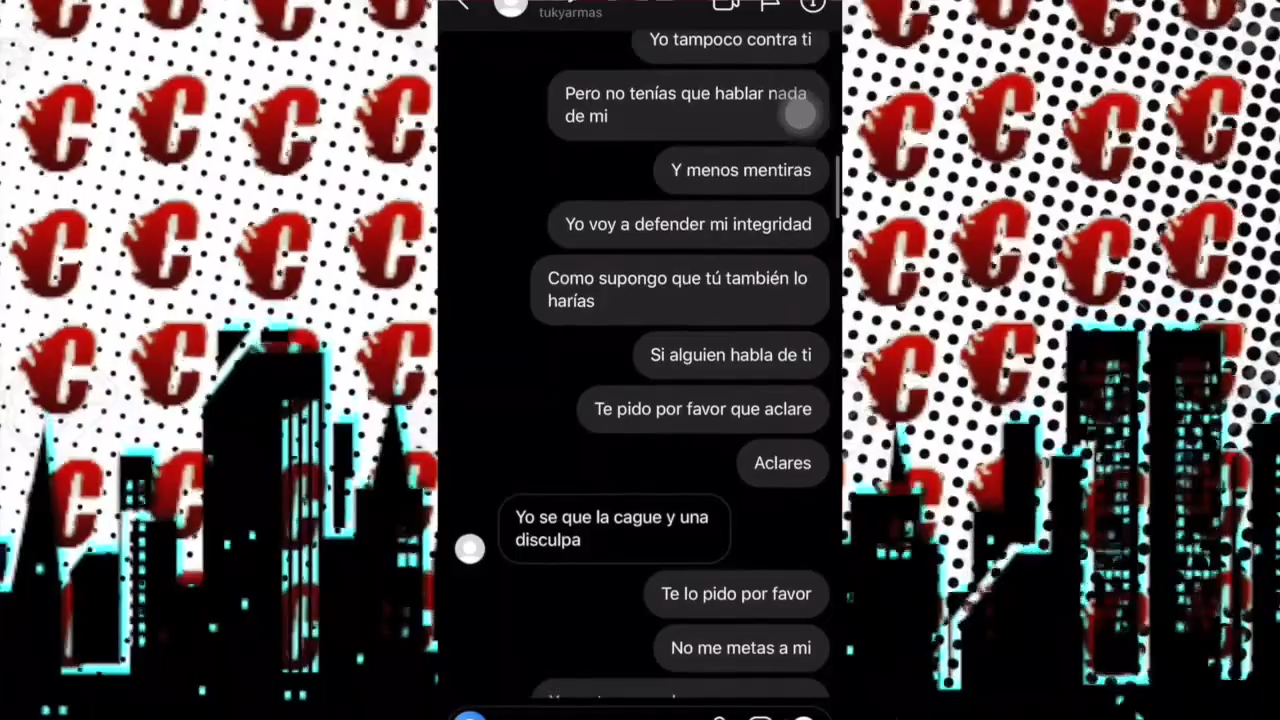 tukyarmas
Yo tampoco contra ti
Pero no tenías que hablar nada
de mi
Y menos mentiras
Yo voy a defender mi integridad
Como supongo que tú también lo
harías
Si alguien habla de ti
Te pido por favor que aclare
Aclares
Yo se que la cague y una
disculpa
Te lo pido por favor
No me metas a mi